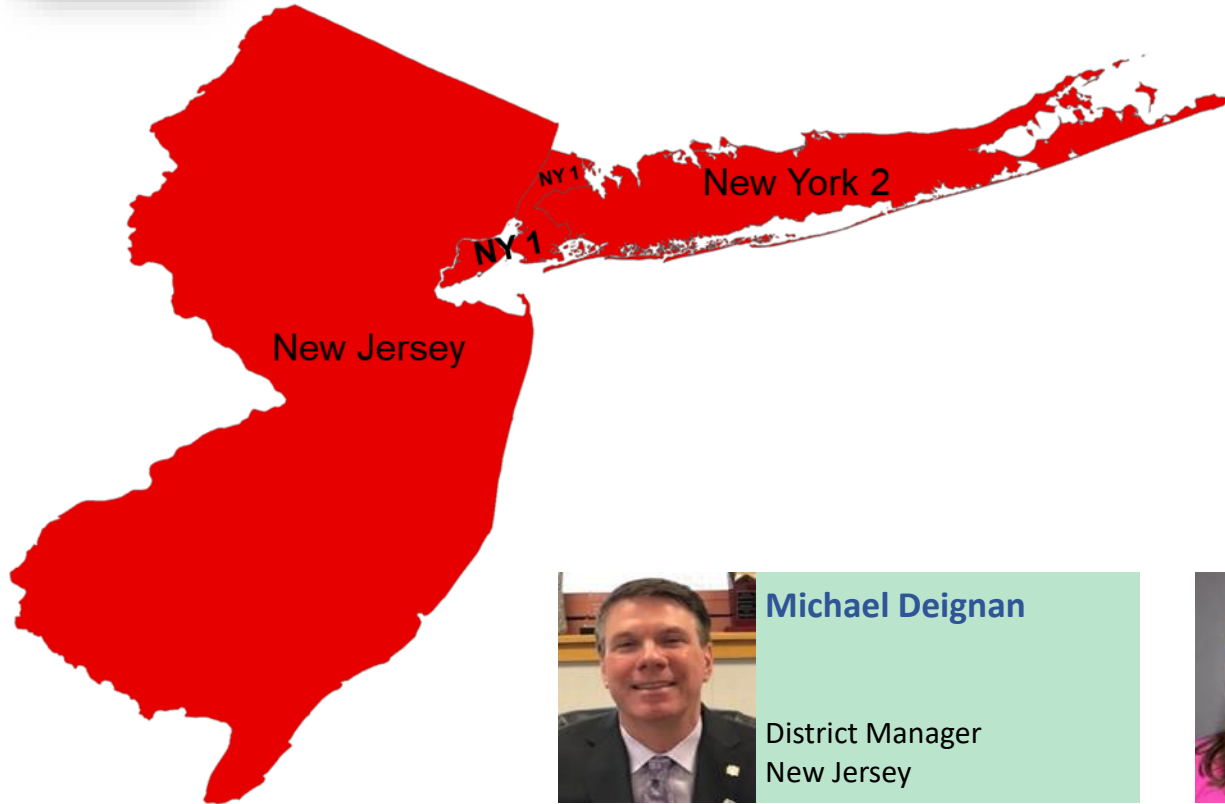 NY 1
New York 2
NY 1
New Jersey
Michael Deignan
District Manager
New Jersey